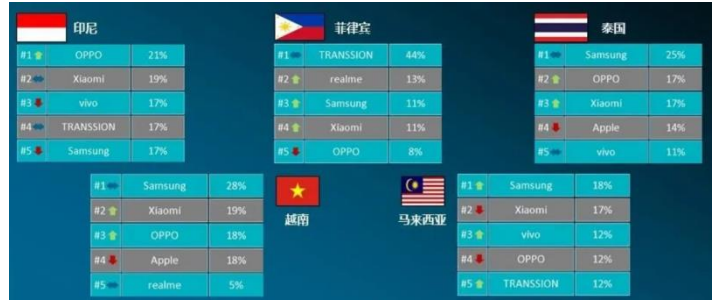 印尼
#1 OPPO 21%
#2 Xiaomi 19%
#3 vivo 17%
#4 TRANSSION 17%
#5 Samsung 17%
菲律宾
#1 TRANSSION 44%
#2 realme 13%
#3 Samsung 11%
#4 Xiaomi 11%
#5 OPPO 8%
泰国
#1 Samsung 25%
#2 OPPO 17%
#3 Xiaomi 17%
#4 Apple 14%
#5 vivo 11%
越南
#1 Samsung 28%
#2 Xiaomi 19%
#3 OPPO 18%
#4 Apple 18%
#5 realme 5%
马来西亚
#1 Samsung 18%
#2 Xiaomi 17%
#3 vivo 12%
#4 OPPO 12%
#5 TRANSSION 12%